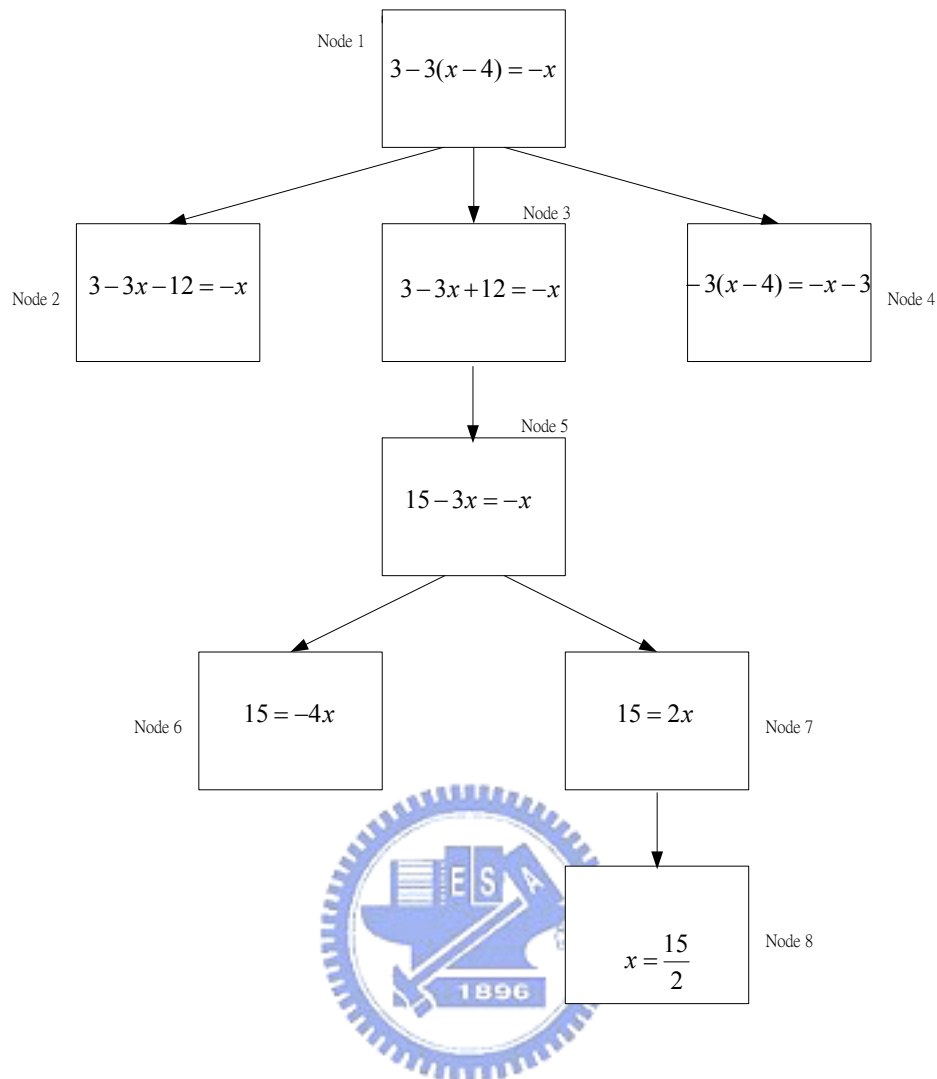 Node 1
3 − 3(x − 4) = −x
Node 3
Node 2
3 − 3x − 12 = −x
3 − 3x + 12 = −x
−3(x − 4) = −x − 3
Node 4
Node 5
15 − 3x = −x
Node 6
15 = −4x
15 = 2x
Node 7
E S A
Node 8
x = 15/2
1896